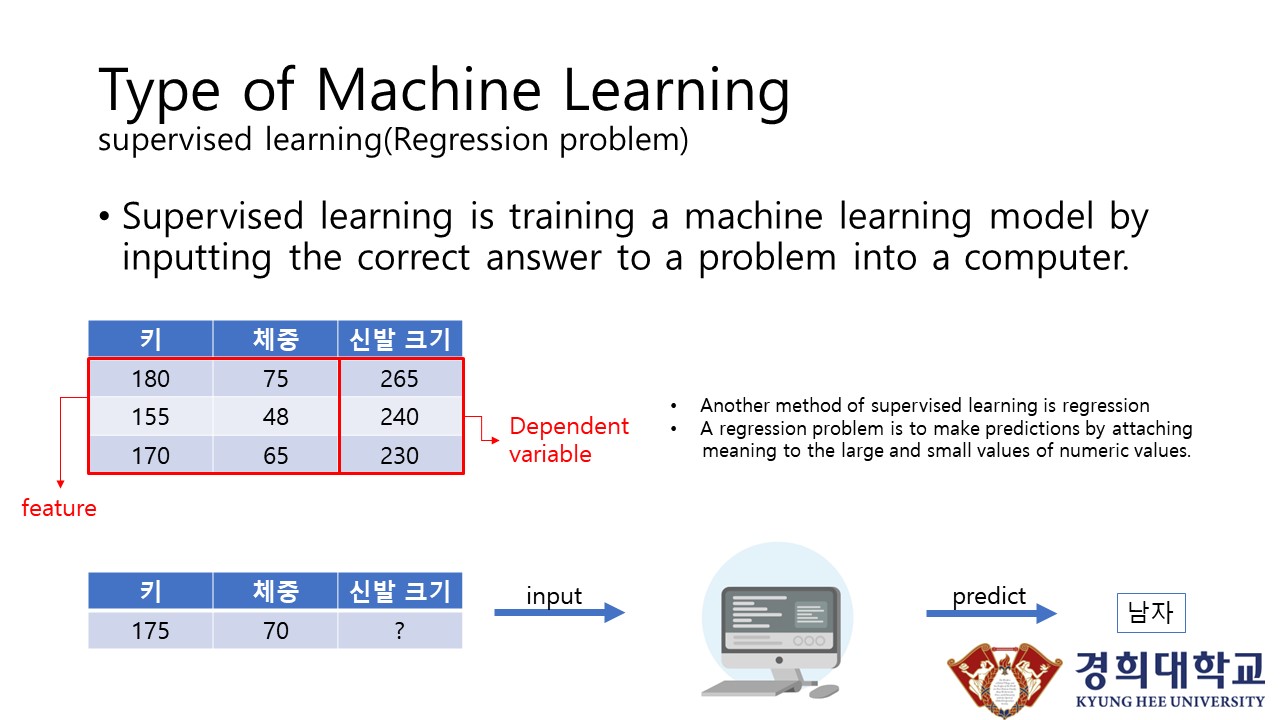 Type of Machine Learning
supervised learning(Regression problem)
• Supervised learning is training a machine learning model by
inputting the correct answer to a problem into a computer.
키 체중 신발 크기
180 75 265
155 48 240
170 65 230
feature
Dependent
variable
• Another method of supervised learning is regression
• A regression problem is to make predictions by attaching
meaning to the large and small values of numeric values.
키 체중 신발 크기
175 70 ?
input
predict
남자
경희대학교
KYUNG HEE UNIVERSITY